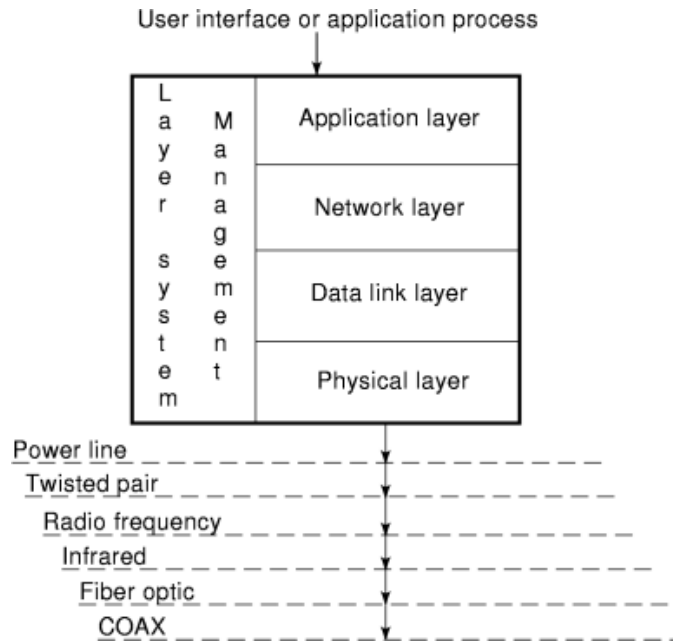 User interface or application process
Layer system
Management
Application layer
Network layer
Data link layer
Physical layer
Power line
Twisted pair
Radio frequency
Infrared
Fiber optic
COAX